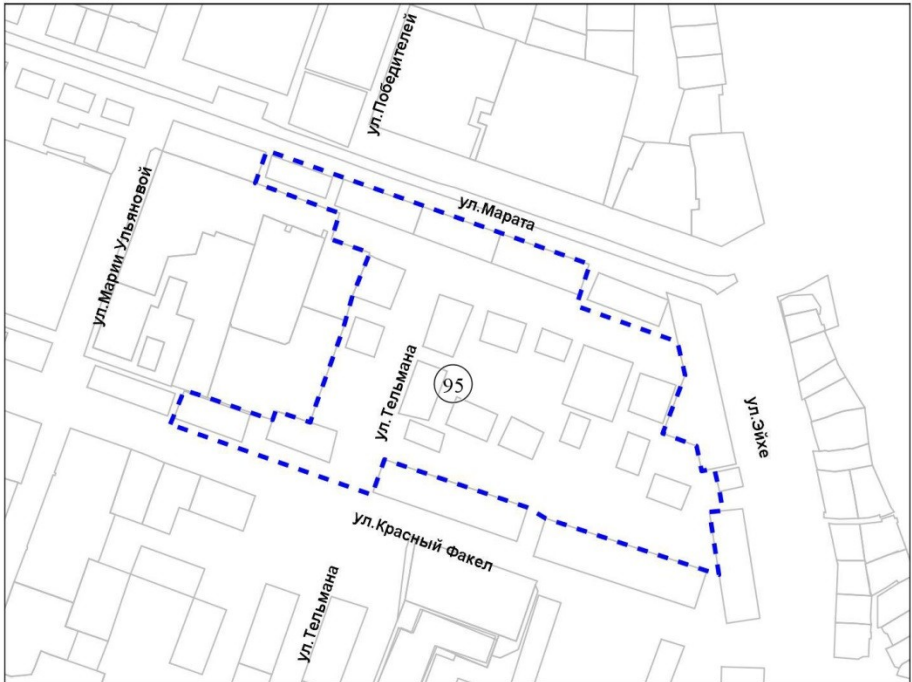 ул.Победителей
ул.Марата
ул.Марии Ульяновой
ул.Тельмана
95
ул.Эйхе
ул.Красный Факел
ул.Тельмана